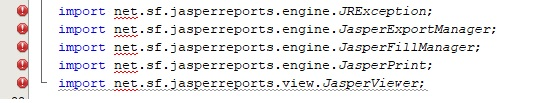 import net.sf.jasperreports.engine.JRException;
import net.sf.jasperreports.engine.JasperExportManager;
import net.sf.jasperreports.engine.JasperFillManager;
import net.sf.jasperreports.engine.JasperPrint;
import net.sf.jasperreports.view.JasperViewer;